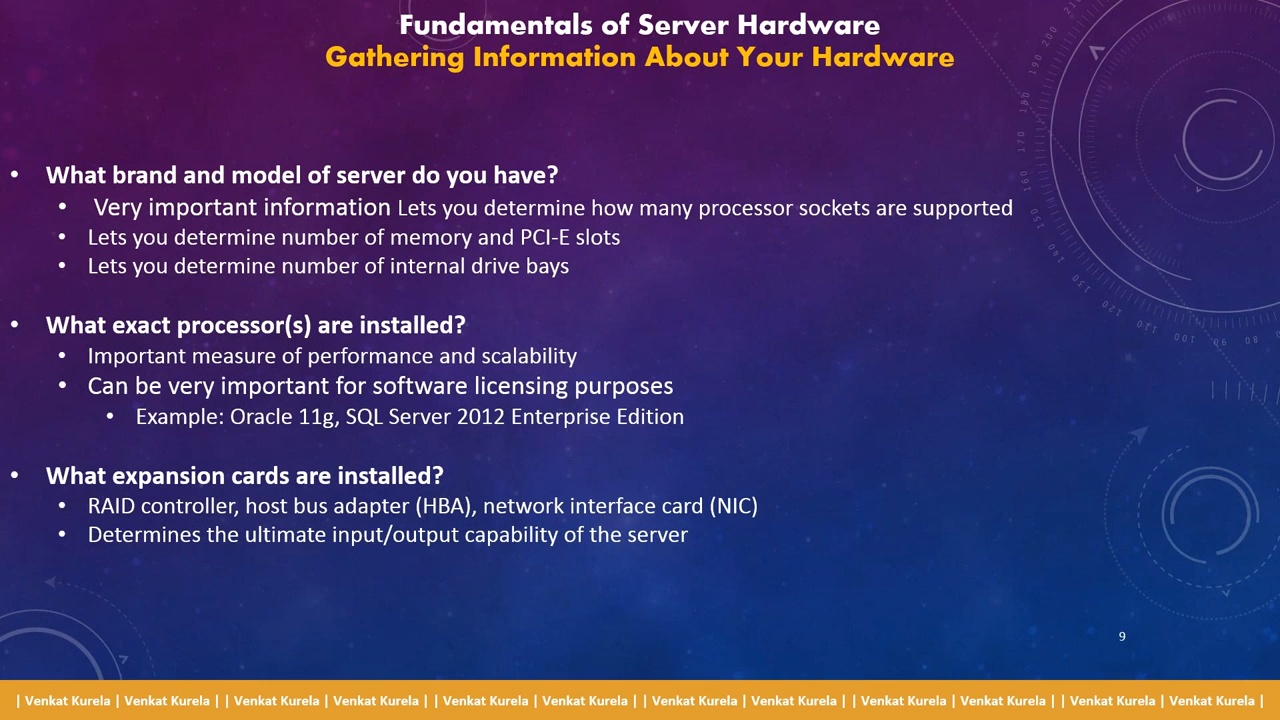 Fundamentals of Server Hardware
Gathering Information About Your Hardware
• What brand and model of server do you have?
• Very important information Lets you determine how many processor sockets are supported
• Lets you determine number of memory and PCI-E slots
• Lets you determine number of internal drive bays
• What exact processor(s) are installed?
• Important measure of performance and scalability
• Can be very important for software licensing purposes
• Example: Oracle 11g, SQL Server 2012 Enterprise Edition
• What expansion cards are installed?
• RAID controller, host bus adapter (HBA), network interface card (NIC)
• Determines the ultimate input/output capability of the server
9
| Venkat Kurela | Venkat Kurela | | Venkat Kurela | Venkat Kurela | | Venkat Kurela | Venkat Kurela | | Venkat Kurela | Venkat Kurela | | Venkat Kurela | Venkat Kurela | | Venkat Kurela | Venkat Kurela |